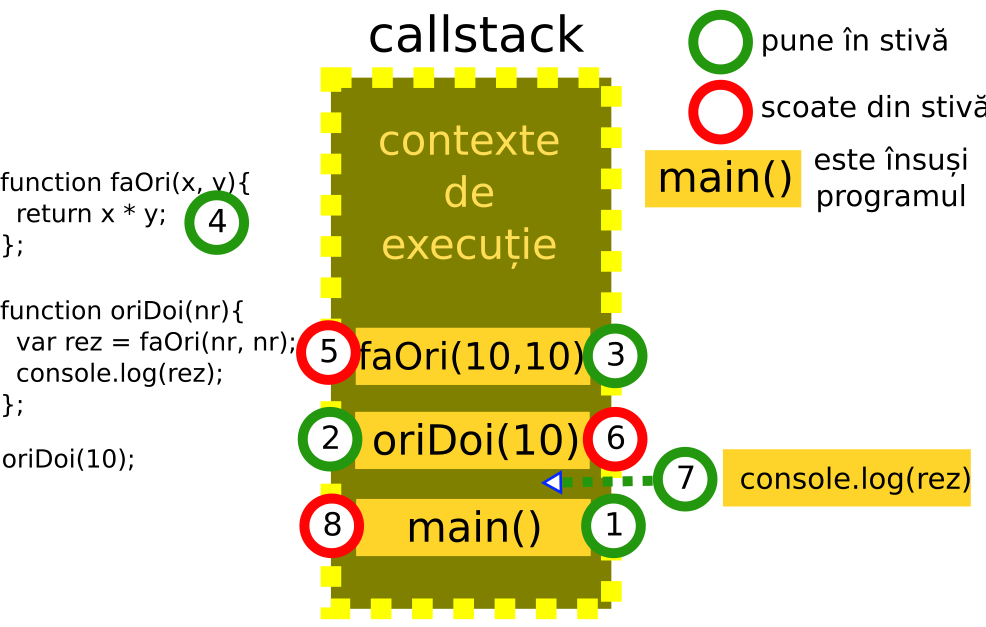 callstack
pune în stivă
scoate din stivă
main()
este însuși
programul
contexte
de
execuție
function faOri(x, y){
return x * y;
};
4
function oriDoi(nr){
var rez = faOri(nr, nr);
console.log(rez);
};
oriDoi(10);
5
faOri(10,10)
3
2
oriDoi(10)
6
7
console.log(rez)
8
main()
1